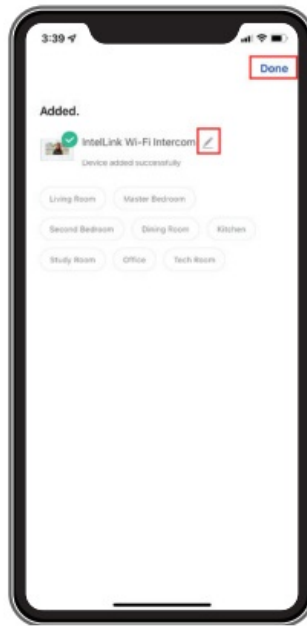 3:39
Done
Added.
IntelLink Wi-Fi Intercom
Device added successfully
Living Room Master Bedroom
Second Bedroom Dining Room Kitchen
Study Room Office Tech Room